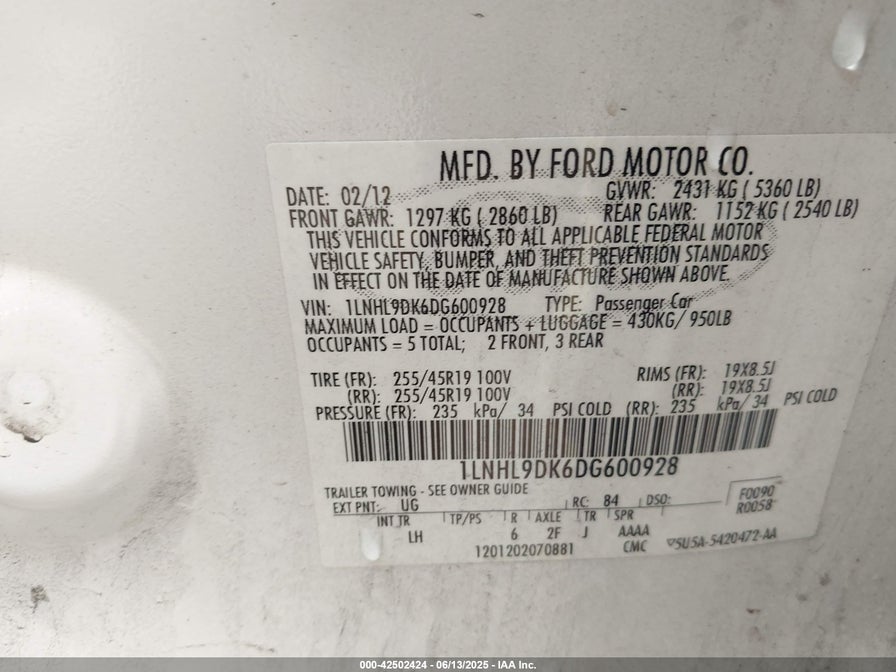 MFD. BY FORD MOTOR CO.
DATE: 02/12 GVWR: 2431 KG ( 5360 LB)
FRONT GAWR: 1297 KG ( 2860 LB) REAR GAWR: 1152 KG ( 2540 LB)
THIS VEHICLE CONFORMS TO ALL APPLICABLE FEDERAL MOTOR
VEHICLE SAFETY, BUMPER, AND THEFT PREVENTION STANDARDS
IN EFFECT ON THE DATE OF MANUFACTURE SHOWN ABOVE.
VIN: 1LNHL9DK6DG600928 TYPE: Passenger Car
MAXIMUM LOAD = OCCUPANTS + LUGGAGE = 430KG/ 950LB
OCCUPANTS = 5 TOTAL; 2 FRONT, 3 REAR
TIRE (FR): 255/45R19 100V RIMS (FR): 19X8.5J
(RR): 255/45R19 100V (RR): 19X8.5J
PRESSURE (FR): 235 kPa/ 34 PSI COLD (RR): 235 kPa/ 34 PSI COLD
1LNHL9DK6DG600928
TRAILER TOWING - SEE OWNER GUIDE
EXT PNT: UG RC: 84 DSO: F0090
R0058
INT TR TP/PS R AXLE TR SPR
LH 6 2F J AAAA
1201202070881 CMC ▽5U5A-5420472-AA
000-42502424 - 06/13/2025 - IAA Inc.